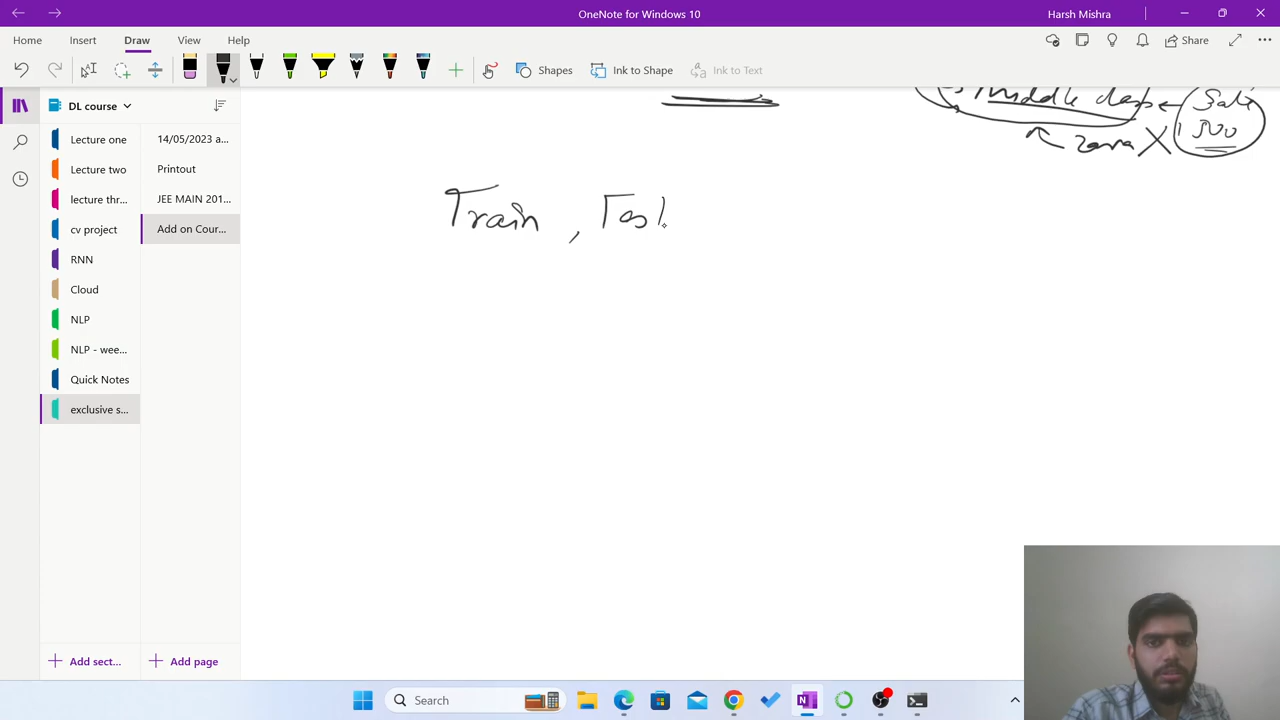 OneNote for Windows 10
Harsh Mishra
Home Insert Draw View Help
Share
Shapes Ink to Shape Ink to Text
DL course
Lecture one
Lecture two
lecture thr...
cv project
RNN
Cloud
NLP
NLP - wee...
Quick Notes
exclusive s...
14/05/2023 a...
Printout
JEE MAIN 201...
Add on Cour...
middle class
zara X
500
Train , Test
Add sect...
Add page
Search